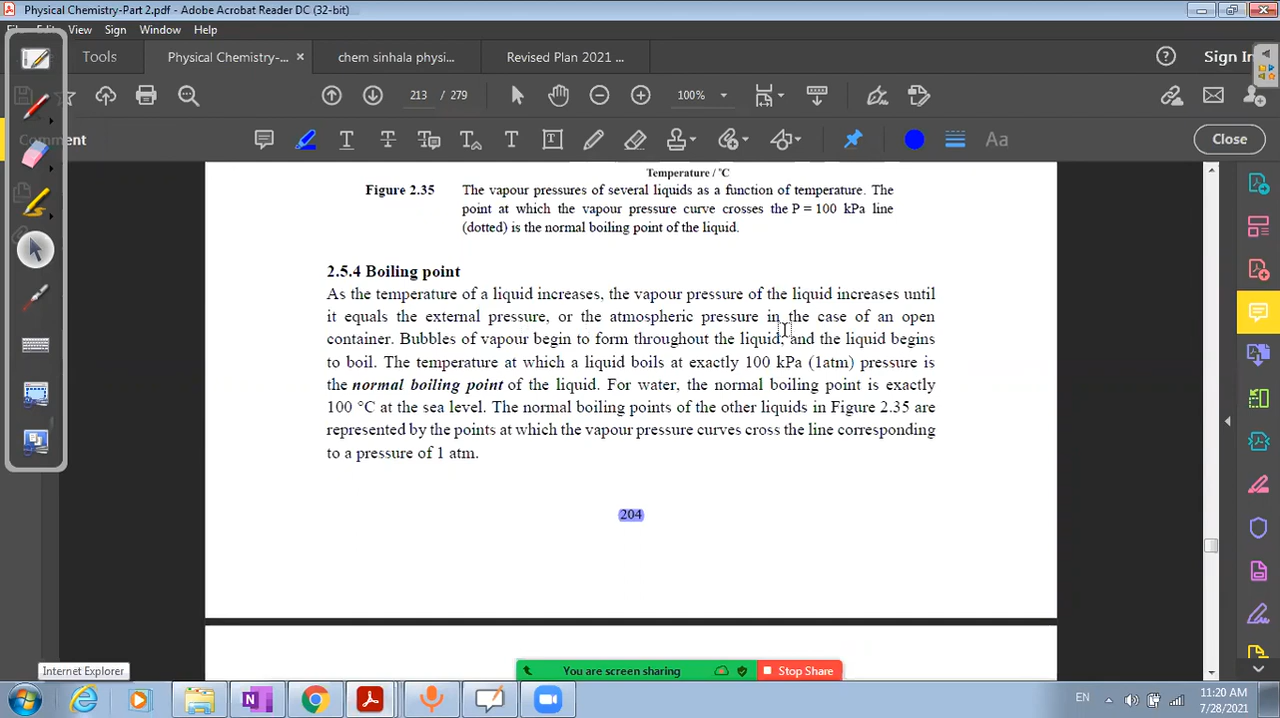 Physical Chemistry-Part 2.pdf - Adobe Acrobat Reader DC (32-bit)
View Sign Window Help
Tools Physical Chemistry-... × chem sinhala physi... Revised Plan 2021 ... Sign In
213 / 279 100%
Comment T T T T T Aa Close
Temperature / °C
Figure 2.35 The vapour pressures of several liquids as a function of temperature. The
point at which the vapour pressure curve crosses the P = 100 kPa line
(dotted) is the normal boiling point of the liquid.
2.5.4 Boiling point
As the temperature of a liquid increases, the vapour pressure of the liquid increases until
it equals the external pressure, or the atmospheric pressure in the case of an open
container. Bubbles of vapour begin to form throughout the liquid, and the liquid begins
to boil. The temperature at which a liquid boils at exactly 100 kPa (1atm) pressure is
the normal boiling point of the liquid. For water, the normal boiling point is exactly
100 °C at the sea level. The normal boiling points of the other liquids in Figure 2.35 are
represented by the points at which the vapour pressure curves cross the line corresponding
to a pressure of 1 atm.
204
Internet Explorer
You are screen sharing Stop Share
EN 11:20 AM
7/28/2021